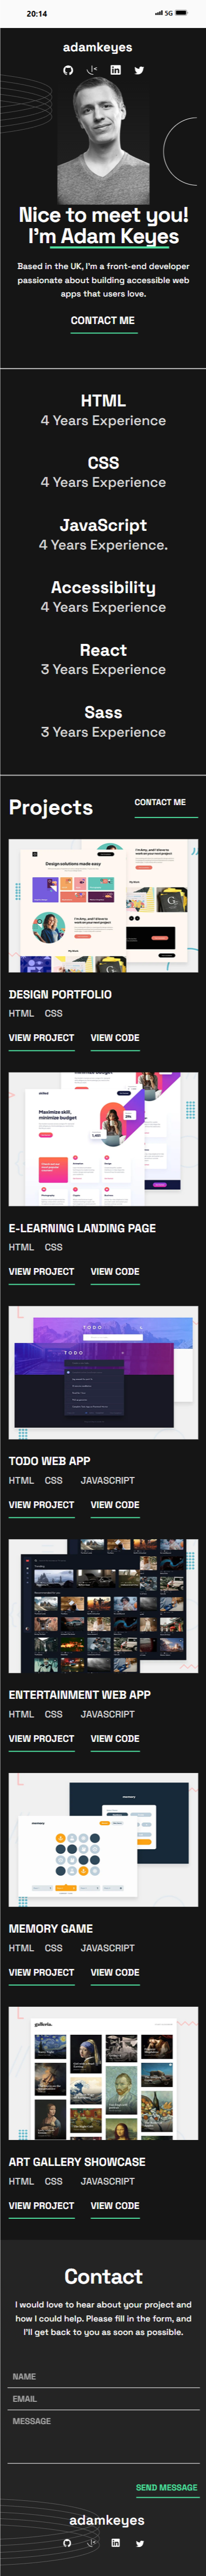 20:14
5G
adamkeyes
Nice to meet you!
I'm Adam Keyes
Based in the UK, I'm a front-end developer
passionate about building accessible web
apps that users love.
CONTACT ME
HTML
4 Years Experience
CSS
4 Years Experience
JavaScript
4 Years Experience.
Accessibility
4 Years Experience
React
3 Years Experience
Sass
3 Years Experience
Projects
CONTACT ME
Design solutions made easy
DESIGN PORTFOLIO
HTML CSS
VIEW PROJECT VIEW CODE
Maximize skill,
minimize budget
E-LEARNING LANDING PAGE
HTML CSS
VIEW PROJECT VIEW CODE
TODO
TODO
TODO WEB APP
HTML CSS JAVASCRIPT
VIEW PROJECT VIEW CODE
ENTERTAINMENT WEB APP
HTML CSS JAVASCRIPT
VIEW PROJECT VIEW CODE
memory
memory
MEMORY GAME
HTML CSS JAVASCRIPT
VIEW PROJECT VIEW CODE
galleria.
ART GALLERY SHOWCASE
HTML CSS JAVASCRIPT
VIEW PROJECT VIEW CODE
Contact
I would love to hear about your project and
how I could help. Please fill in the form, and
I'll get back to you as soon as possible.
NAME
EMAIL
MESSAGE
SEND MESSAGE
adamkeyes